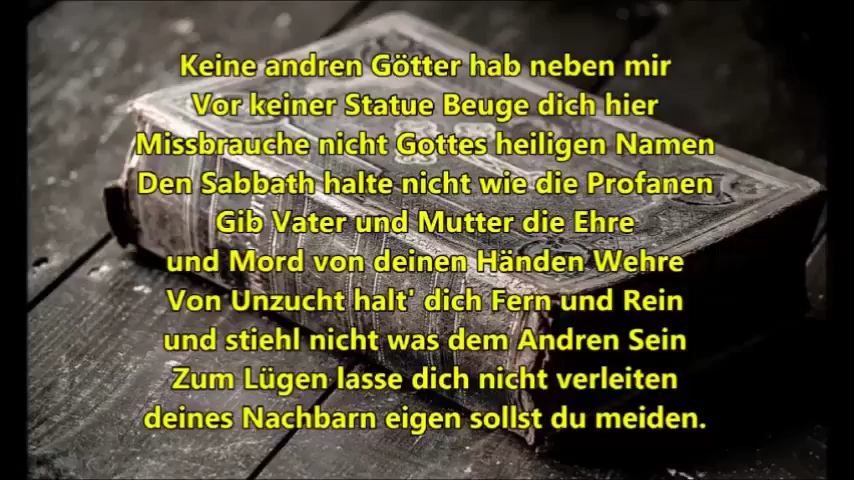 Keine andren Götter hab neben mir
Vor keiner Statue Beuge dich hier
Missbrauche nicht Gottes heiligen Namen
Den Sabbath halte nicht wie die Profanen
Gib Vater und Mutter die Ehre
und Mord von deinen Händen Wehre
Von Unzucht halt' dich Fern und Rein
und stiehl nicht was dem Andren Sein
Zum Lügen lasse dich nicht verleiten
deines Nachbarn eigen sollst du meiden.